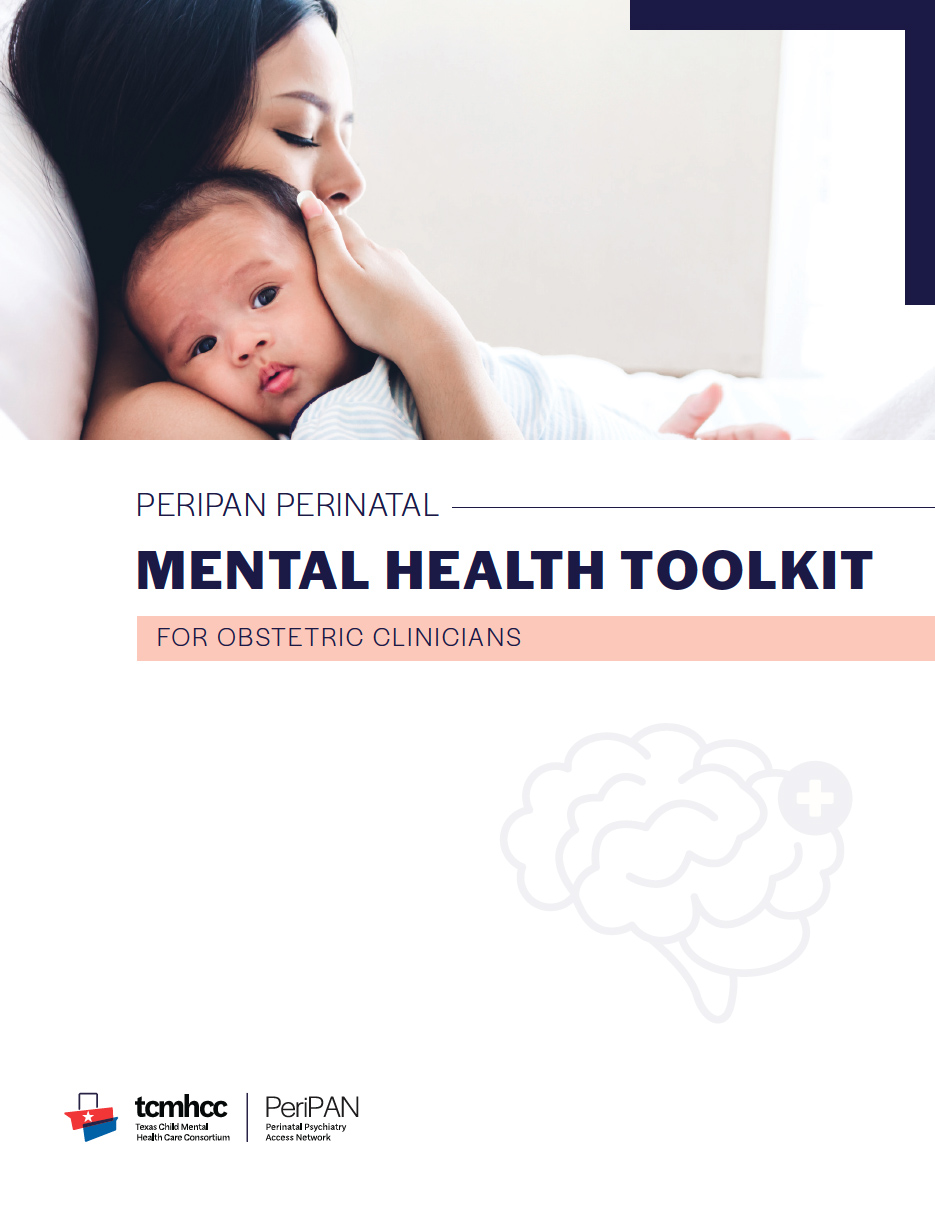 PERIPAN PERINATAL
MENTAL HEALTH TOOLKIT
FOR OBSTETRIC CLINICIANS
tcmhcc
Texas Child Mental
Health Care Consortium
PeriPAN
Perinatal Psychiatry
Access Network